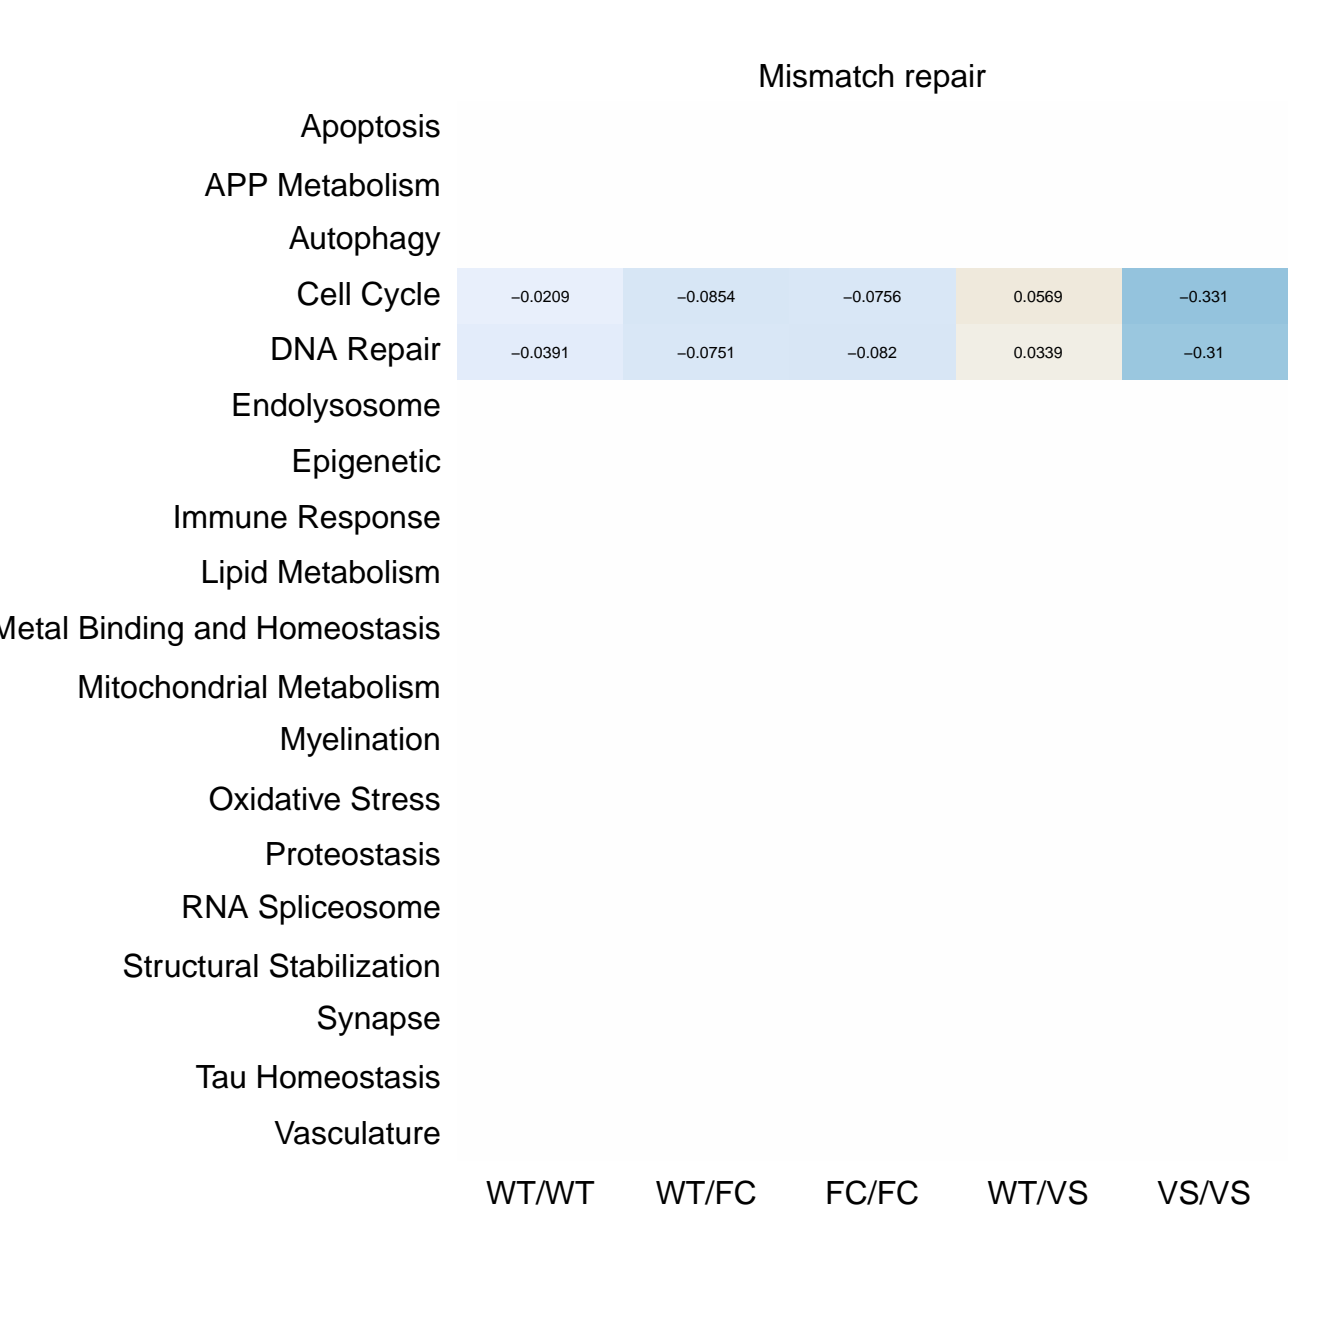 Mismatch repair
Apoptosis
APP Metabolism
Autophagy
Cell Cycle −0.0209 −0.0854 −0.0756 0.0569 −0.331
DNA Repair −0.0391 −0.0751 −0.082 0.0339 −0.31
Endolysosome
Epigenetic
Immune Response
Lipid Metabolism
Metal Binding and Homeostasis
Mitochondrial Metabolism
Myelination
Oxidative Stress
Proteostasis
RNA Spliceosome
Structural Stabilization
Synapse
Tau Homeostasis
Vasculature
WT/WT WT/FC FC/FC WT/VS VS/VS